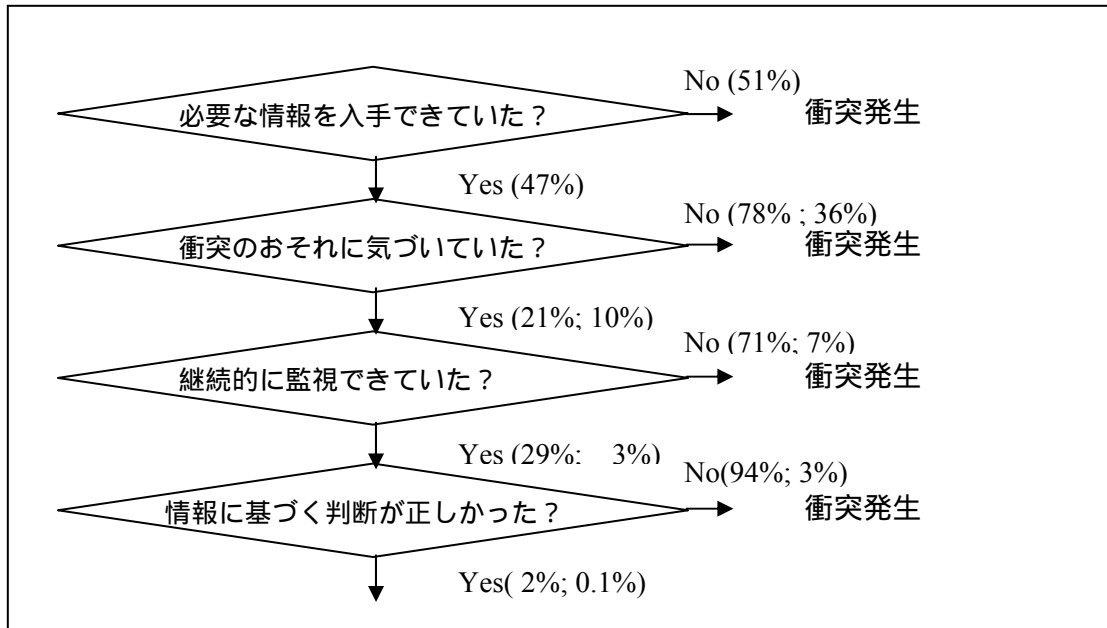 No (51%)
必要な情報を入手できていた?
衝突発生
Yes (47%)
No (78% ; 36%)
衝突のおそれに気づいていた?
衝突発生
Yes (21%; 10%)
No (71%; 7%)
継続的に監視できていた?
衝突発生
Yes (29%; 3%)
No(94%; 3%)
情報に基づく判断が正しかった?
衝突発生
Yes( 2%; 0.1%)